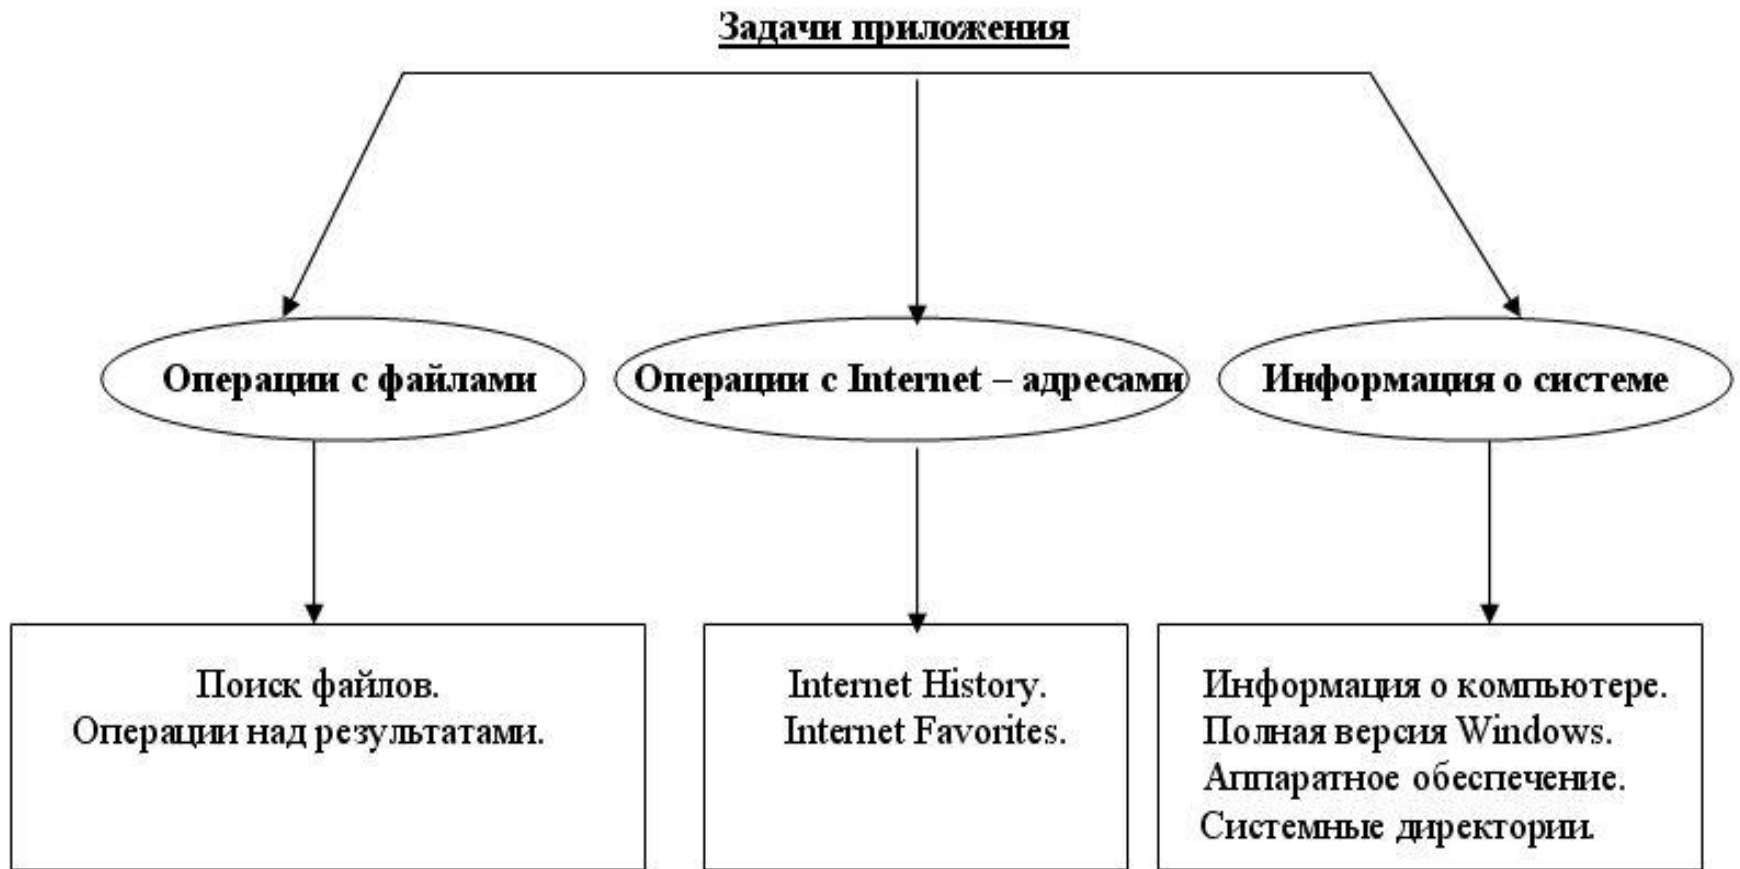 Задачи приложения
Операции с файлами
Операции с Internet – адресами
Информация о системе
Поиск файлов.
Операции над результатами.
Internet History.
Internet Favorites.
Информация о компьютере.
Полная версия Windows.
Аппаратное обеспечение.
Системные директории.